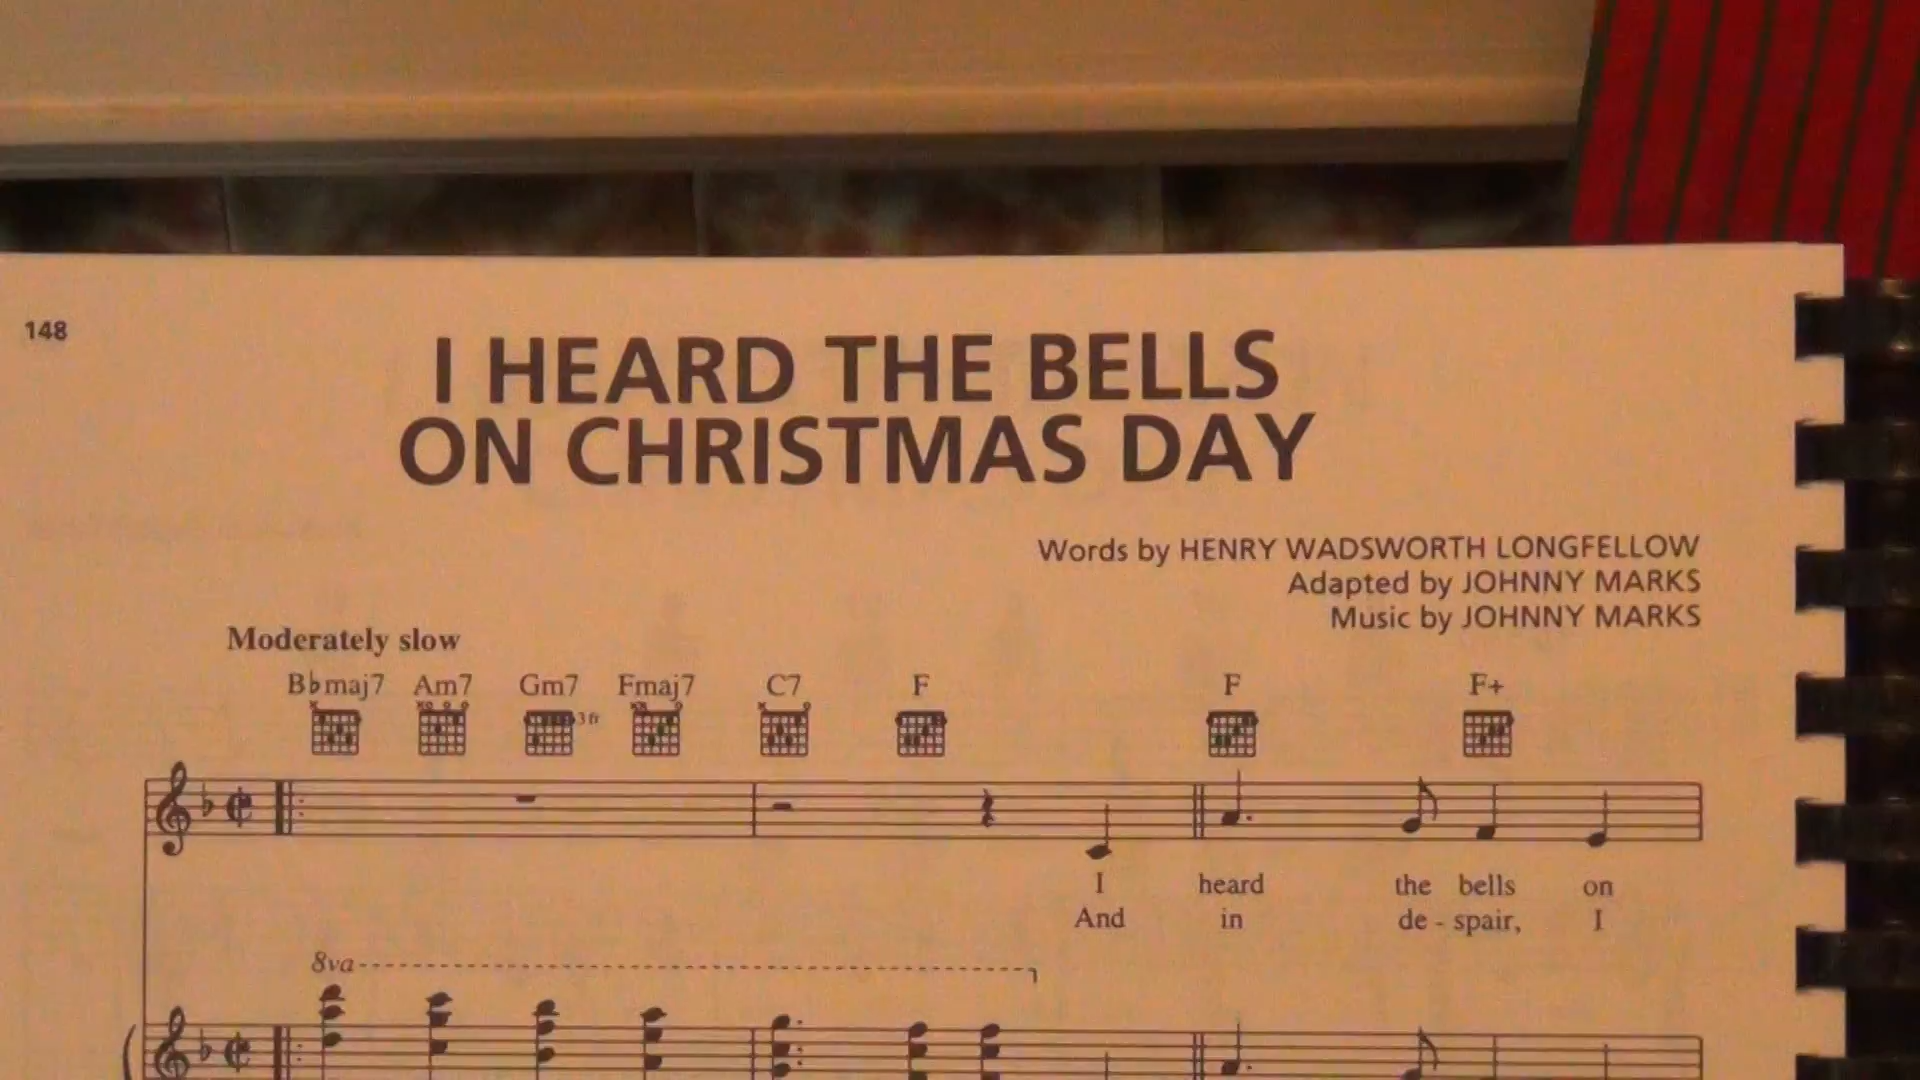 148
I HEARD THE BELLS
ON CHRISTMAS DAY
Words by HENRY WADSWORTH LONGFELLOW
Adapted by JOHNNY MARKS
Music by JOHNNY MARKS
Moderately slow
B♭maj7 Am7 Gm7 Fmaj7 C7 F F F+
3fr
I heard the bells on
And in de - spair, I
8va